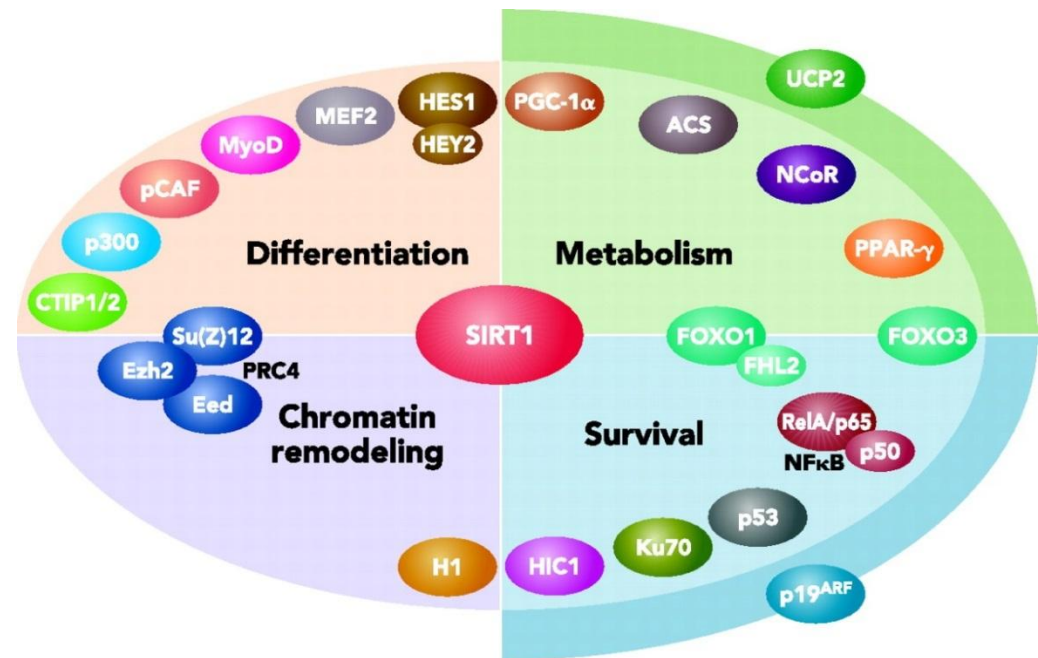 UCP2
HES1
PGC-1α
MEF2
ACS
HEY2
MyoD
NCoR
pCAF
p300
PPAR-γ
Differentiation
Metabolism
CTIP1/2
Su(Z)12
SIRT1
FOXO1
FOXO3
Ezh2
PRC4
FHL2
Eed
Chromatin
remodeling
Survival
RelA/p65
p50
NFκB
p53
Ku70
H1
HIC1
p19ARF